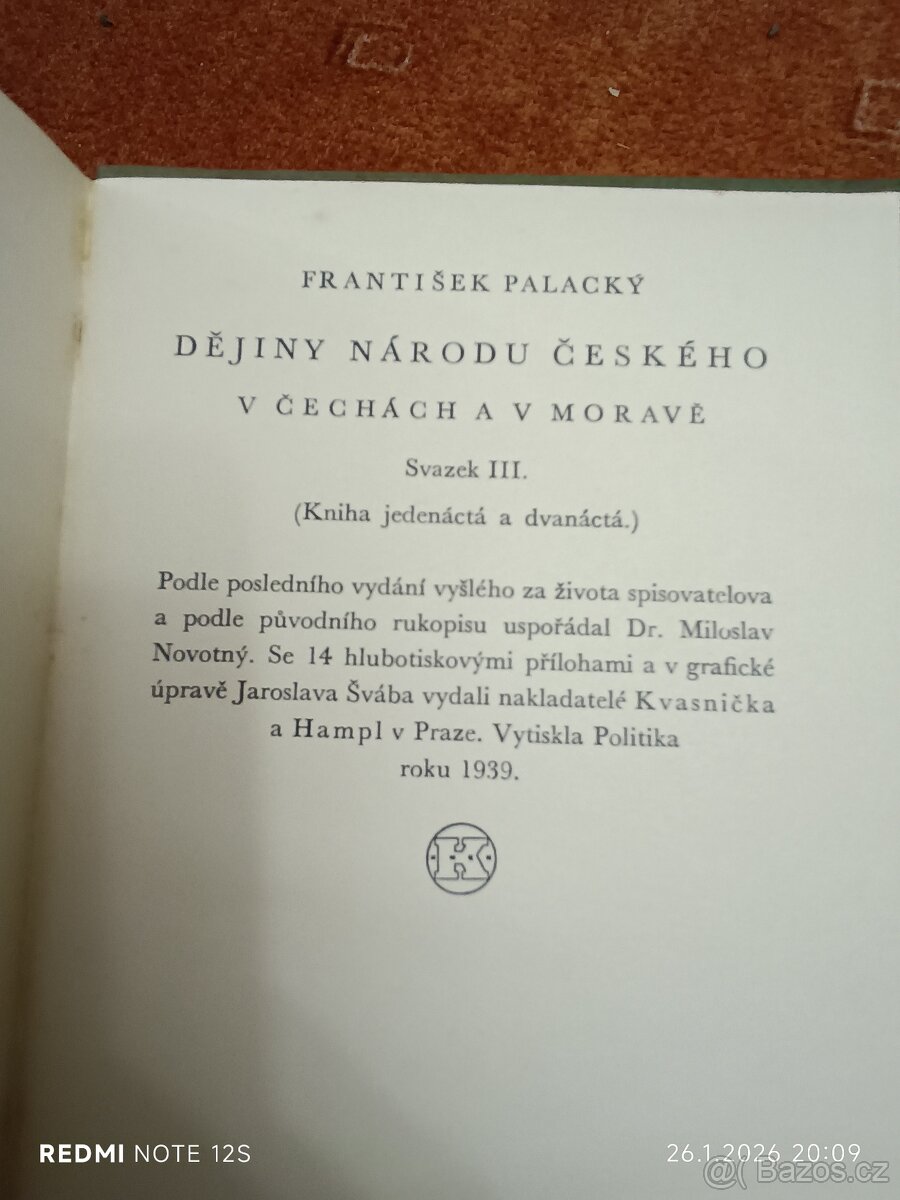 FRANTIŠEK PALACKÝ
DĚJINY NÁRODU ČESKÉHO
V ČECHÁCH A V MORAVĚ
Svazek III.
(Kniha jedenáctá a dvanáctá.)
Podle posledního vydání vyšlého za života spisovatelova
a podle původního rukopisu uspořádal Dr. Miloslav
Novotný. Se 14 hlubotiskovými přílohami a v grafické
úpravě Jaroslava Švába vydali nakladatelé Kvasnička
a Hampl v Praze. Vytiskla Politika
roku 1939.
K
REDMI NOTE 12S
26.1.2026 20:09
@( Bazos.cz